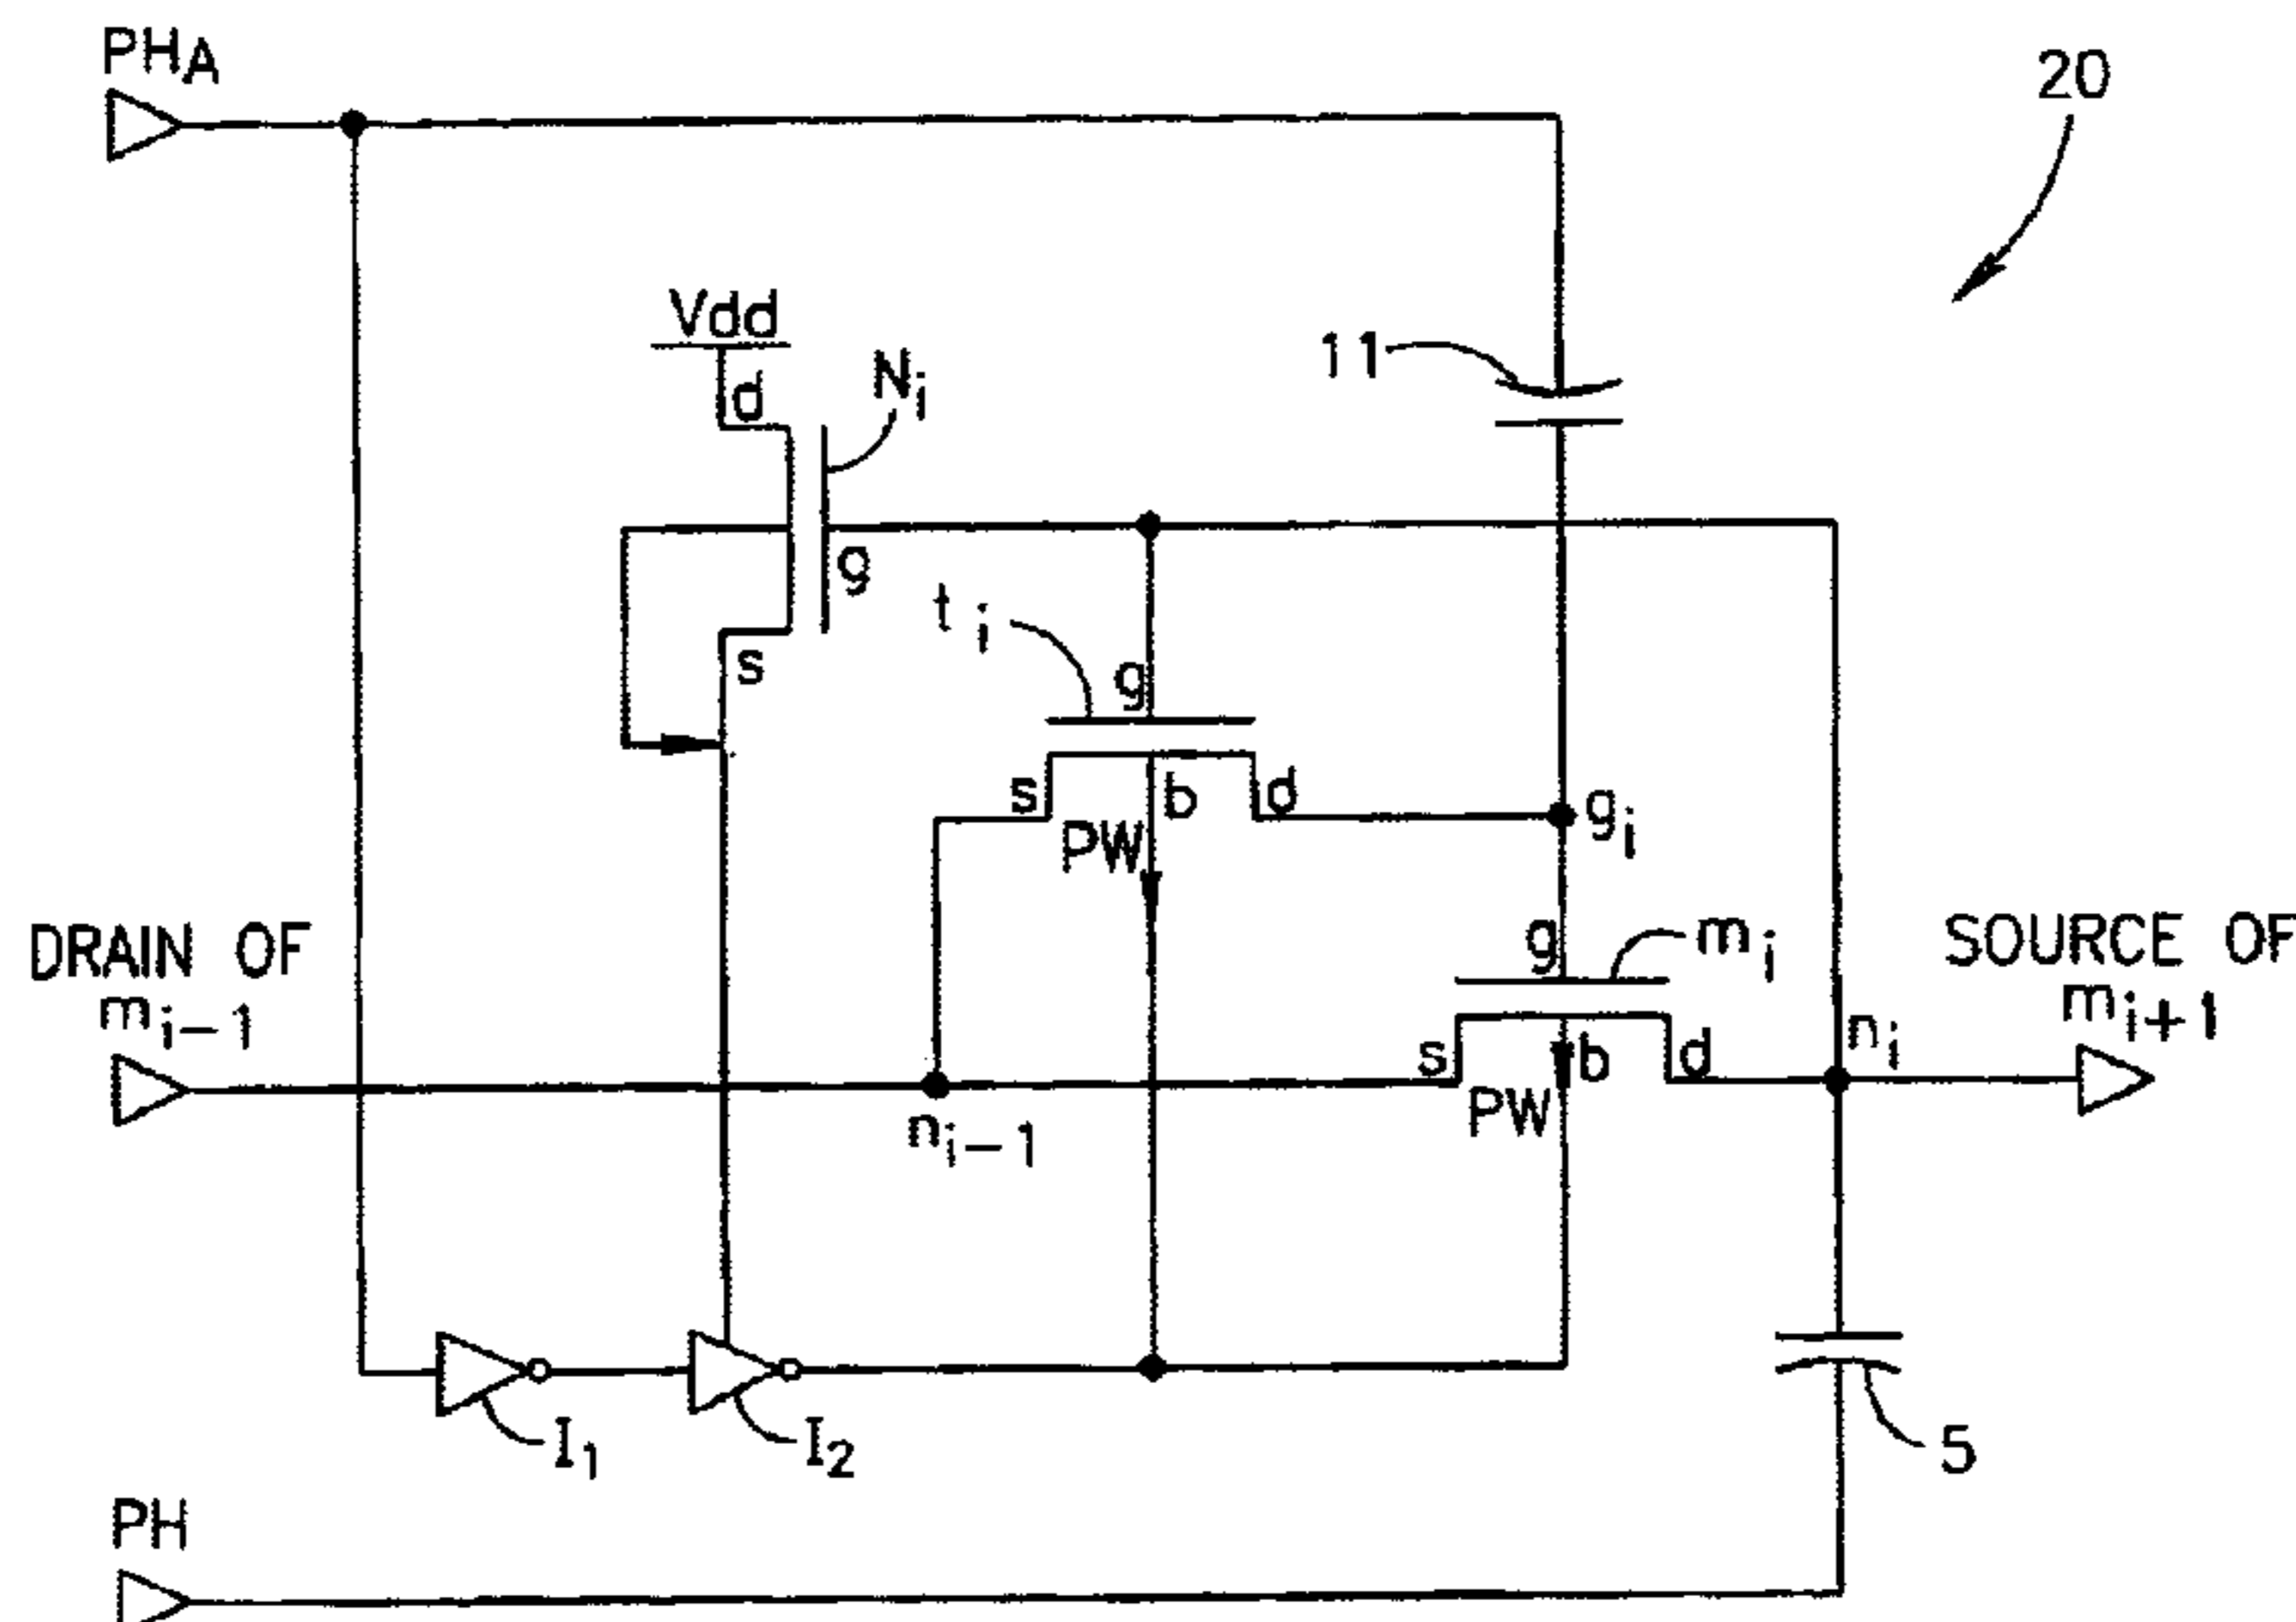 PHA
20
Vdd
d
Ni
11
g
ti
s
g
s
b
d
gi
PW
g
mi
DRAIN OF
mi-1
SOURCE OF
mi+1
s
b
d
ni
PW
ni-1
I1
I2
5
PH